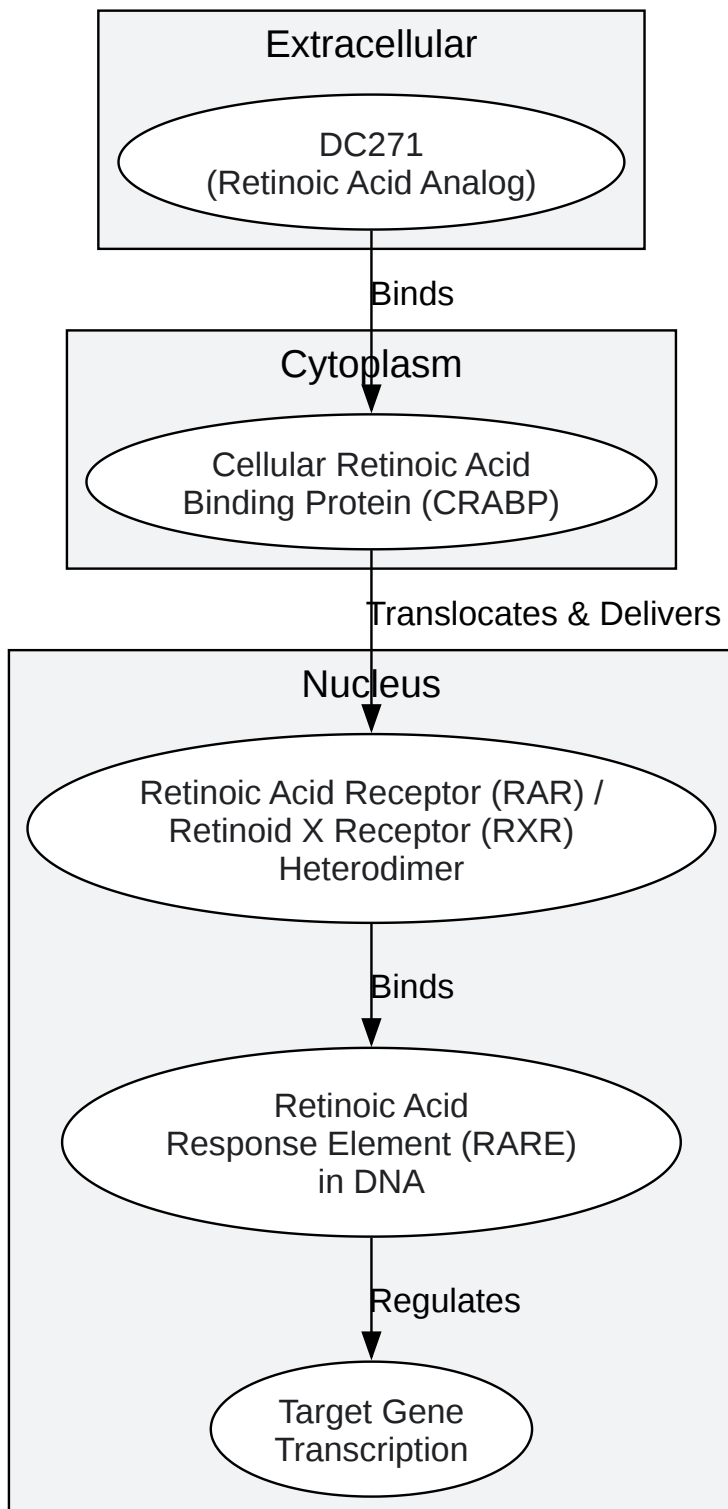 Extracellular
DC271
(Retinoic Acid Analog)
Binds
Cytoplasm
Cellular Retinoic Acid
Binding Protein (CRABP)
Translocates & Delivers
Nucleus
Retinoic Acid Receptor (RAR) /
Retinoid X Receptor (RXR)
Heterodimer
Binds
Retinoic Acid
Response Element (RARE)
in DNA
Regulates
Target Gene
Transcription